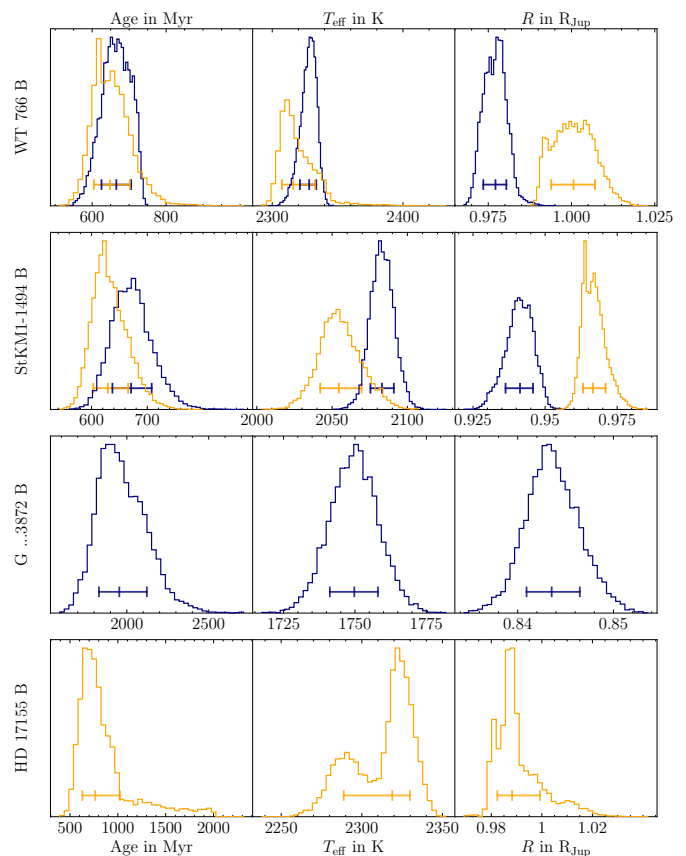 Age in Myr T_eff in K R in R_Jup
WT 766 B
600 800 2300 2400 0.975 1.000 1.025
StKM1-1494 B
600 700 2000 2050 2100 0.925 0.95 0.975
G ...3872 B
2000 2500 1725 1750 1775 0.84 0.85
HD 17155 B
500 1000 1500 2000 2250 2300 2350 0.98 1 1.02
Age in Myr T_eff in K R in R_Jup